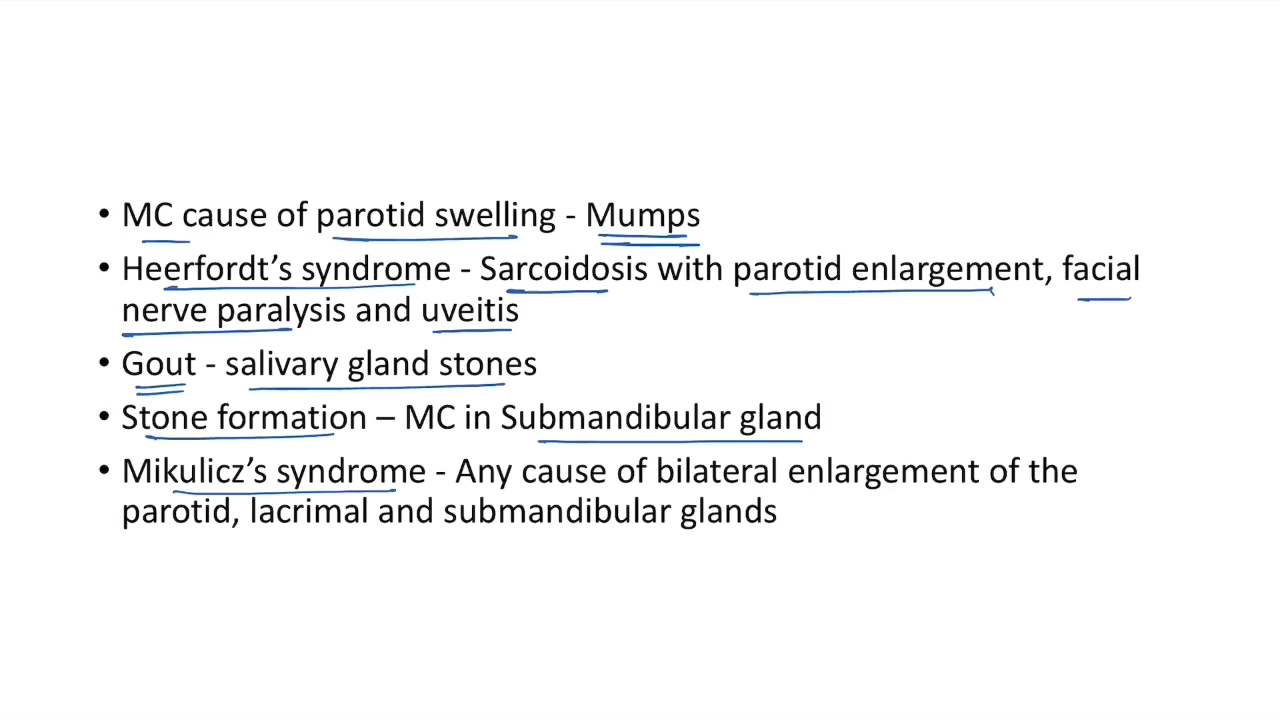 • MC cause of parotid swelling - Mumps
• Heerfordt’s syndrome - Sarcoidosis with parotid enlargement, facial
nerve paralysis and uveitis
• Gout - salivary gland stones
• Stone formation – MC in Submandibular gland
• Mikulicz’s syndrome - Any cause of bilateral enlargement of the
parotid, lacrimal and submandibular glands